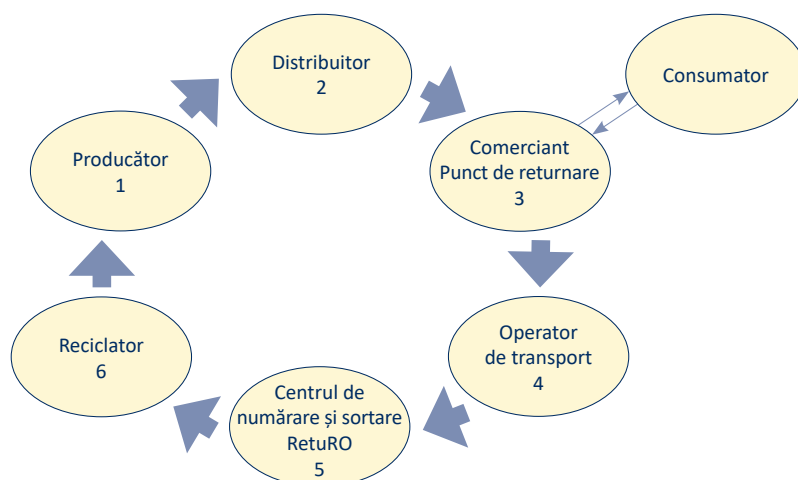 Producător
1
Distribuitor
2
Comerciant
Punct de returnare
3
Consumator
Operator
de transport
4
Centrul de
numărare și sortare
RetuRO
5
Reciclator
6